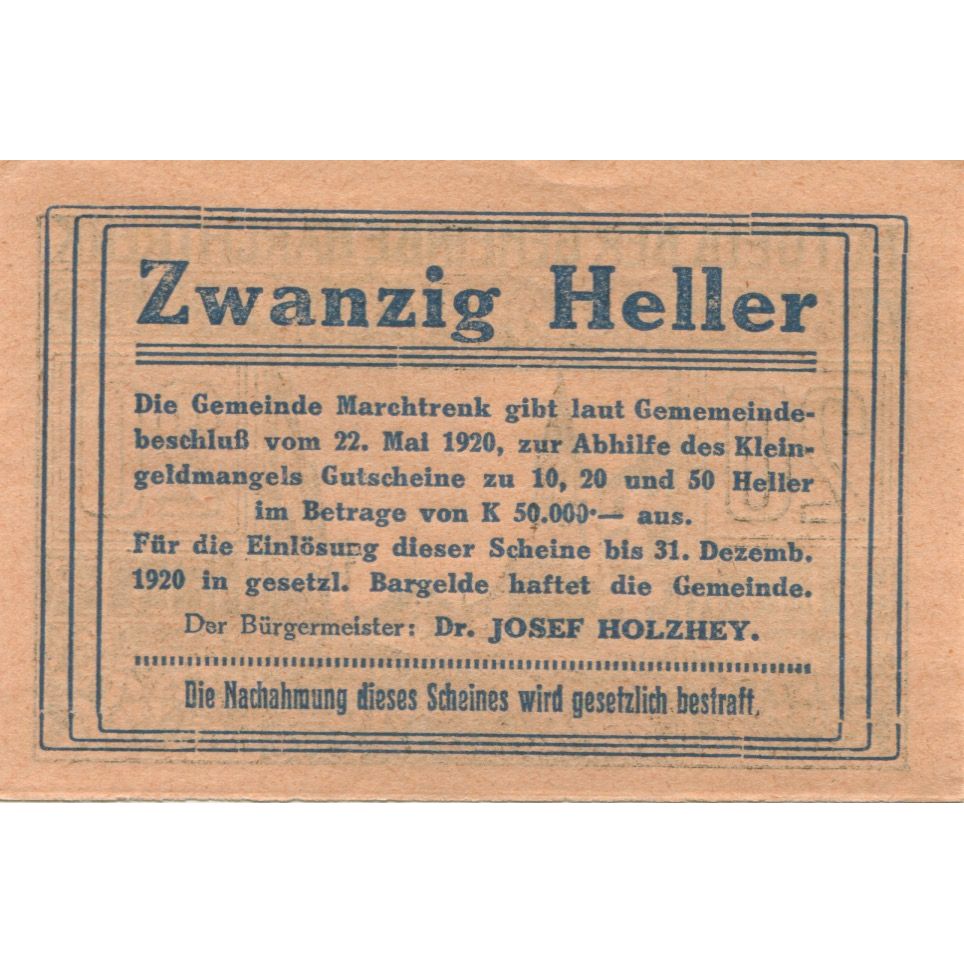 Zwanzig Heller
Die Gemeinde Marchtrenk gibt laut Gememeinde-
beschluß vom 22. Mai 1920, zur Abhilfe des Klein-
geldmangels Gutscheine zu 10, 20 und 50 Heller
im Betrage von K 50.000·— aus.
Für die Einlösung dieser Scheine bis 31. Dezemb.
1920 in gesetzl. Bargelde haftet die Gemeinde.
Der Bürgermeister: Dr. JOSEF HOLZHEY.
Die Nachahmung dieses Scheines wird gesetzlich bestraft.